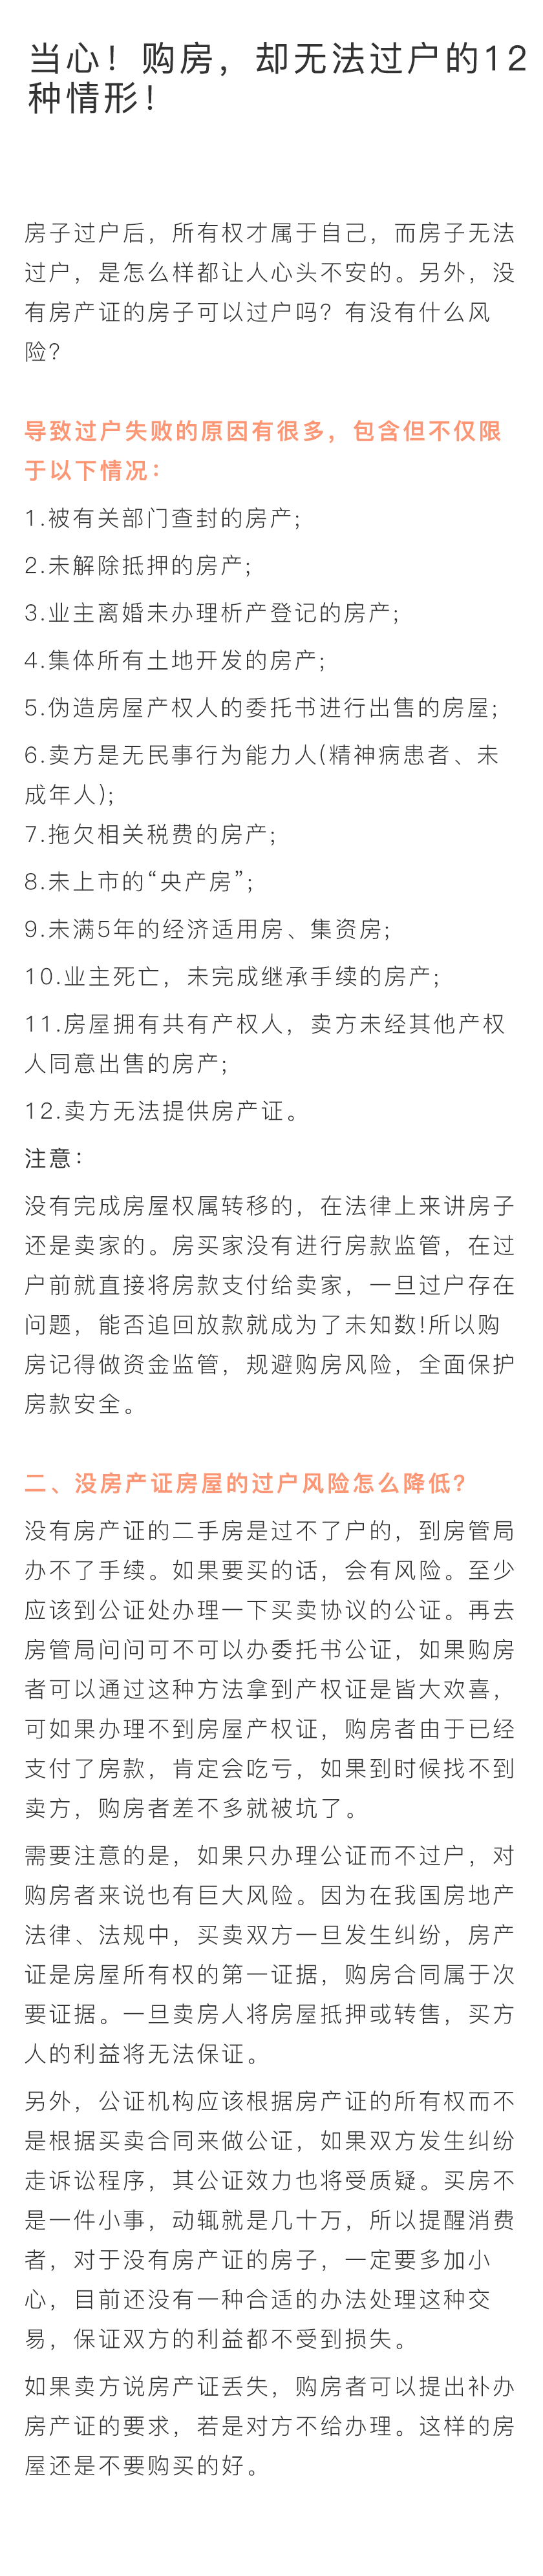 当心！购房，却无法过户的12
种情形！
房子过户后，所有权才属于自己，而房子无法
过户，是怎么样都让人心头不安的。另外，没
有房产证的房子可以过户吗？有没有什么风
险？
导致过户失败的原因有很多，包含但不仅限
于以下情况：
1.被有关部门查封的房产;
2.未解除抵押的房产;
3.业主离婚未办理析产登记的房产;
4.集体所有土地开发的房产;
5.伪造房屋产权人的委托书进行出售的房屋;
6.卖方是无民事行为能力人(精神病患者、未
成年人);
7.拖欠相关税费的房产;
8.未上市的“央产房”;
9.未满5年的经济适用房、集资房;
10.业主死亡，未完成继承手续的房产;
11.房屋拥有共有产权人，卖方未经其他产权
人同意出售的房产;
12.卖方无法提供房产证。
注意：
没有完成房屋权属转移的，在法律上来讲房子
还是卖家的。房买家没有进行房款监管，在过
户前就直接将房款支付给卖家，一旦过户存在
问题，能否追回放款就成为了未知数!所以购
房记得做资金监管，规避购房风险，全面保护
房款安全。
二、没房产证房屋的过户风险怎么降低?
没有房产证的二手房是过不了户的，到房管局
办不了手续。如果要买的话，会有风险。至少
应该到公证处办理一下买卖协议的公证。再去
房管局问问可不可以办委托书公证，如果购房
者可以通过这种方法拿到产权证是皆大欢喜，
可如果办理不到房屋产权证，购房者由于已经
支付了房款，肯定会吃亏，如果到时候找不到
卖方，购房者差不多就被坑了。
需要注意的是，如果只办理公证而不过户，对
购房者来说也有巨大风险。因为在我国房地产
法律、法规中，买卖双方一旦发生纠纷，房产
证是房屋所有权的第一证据，购房合同属于次
要证据。一旦卖房人将房屋抵押或转售，买方
人的利益将无法保证。
另外，公证机构应该根据房产证的所有权而不
是根据买卖合同来做公证，如果双方发生纠纷
走诉讼程序，其公证效力也将受质疑。买房不
是一件小事，动辄就是几十万，所以提醒消费
者，对于没有房产证的房子，一定要多加小
心，目前还没有一种合适的办法处理这种交
易，保证双方的利益都不受到损失。
如果卖方说房产证丢失，购房者可以提出补办
房产证的要求，若是对方不给办理。这样的房
屋还是不要购买的好。